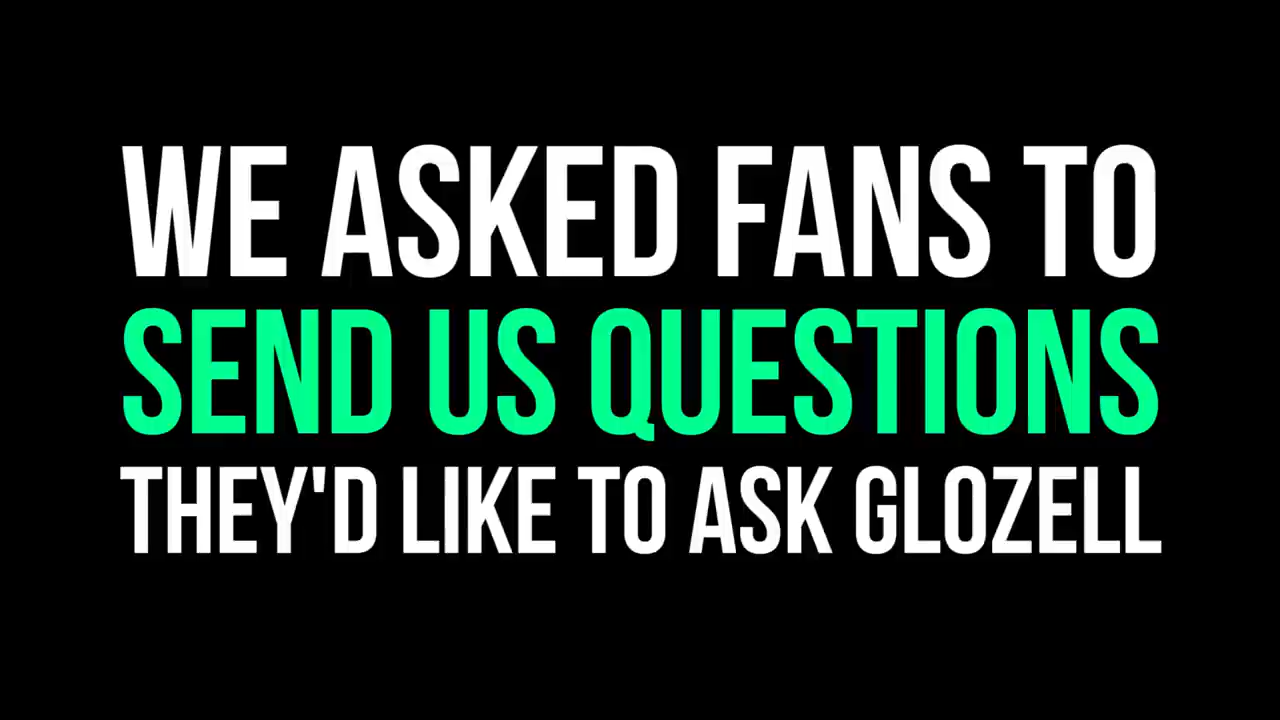 WE ASKED FANS TO
SEND US QUESTIONS
THEY'D LIKE TO ASK GLOZELL